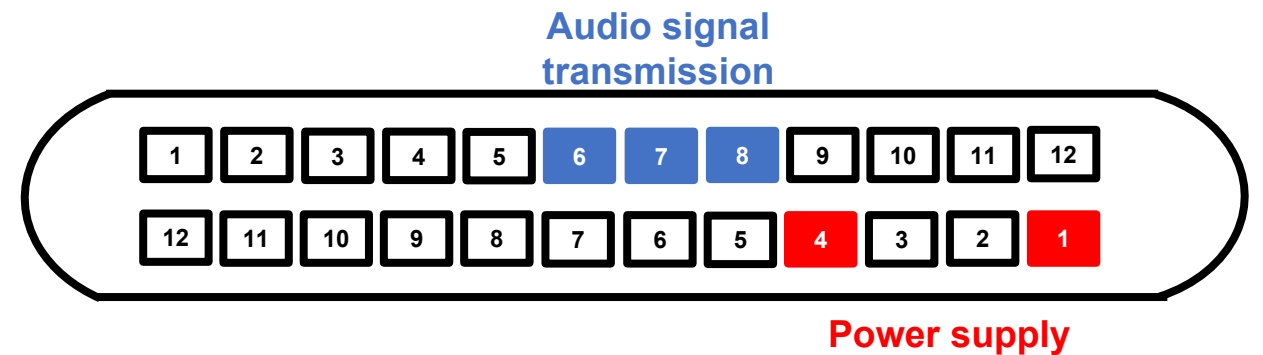 Audio signal
transmission
1 2 3 4 5 6 7 8 9 10 11 12
12 11 10 9 8 7 6 5 4 3 2 1
Power supply